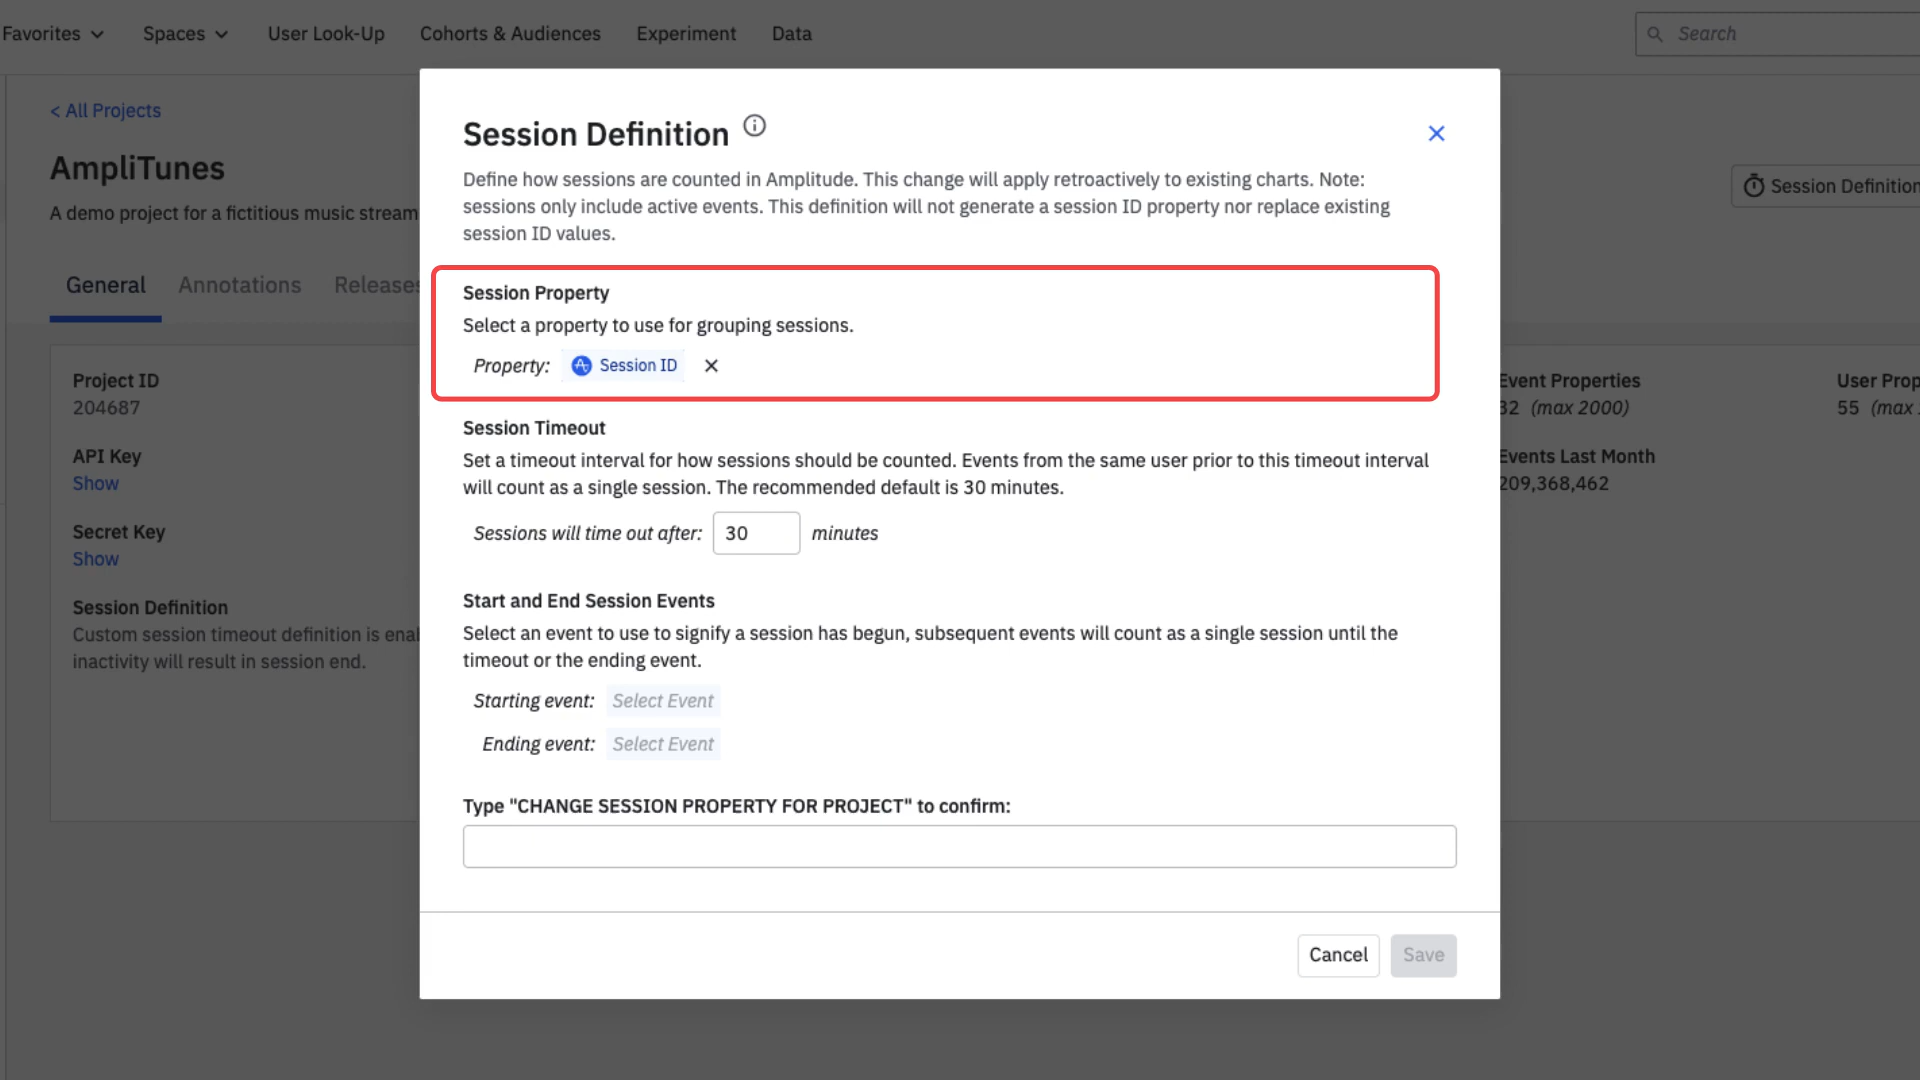 Favorites Spaces User Look-Up Cohorts & Audiences Experiment Data Search
< All Projects
AmpliTunes
A demo project for a fictitious music stream
Session Definition
General Annotations Releases
Project ID
204687
API Key
Show
Secret Key
Show
Session Definition
Custom session timeout definition is enab
inactivity will result in session end.
Session Definition
Define how sessions are counted in Amplitude. This change will apply retroactively to existing charts. Note:
sessions only include active events. This definition will not generate a session ID property nor replace existing
session ID values.
Session Property
Select a property to use for grouping sessions.
Property: Session ID
Session Timeout
Set a timeout interval for how sessions should be counted. Events from the same user prior to this timeout interval
will count as a single session. The recommended default is 30 minutes.
Sessions will time out after: 30 minutes
Start and End Session Events
Select an event to use to signify a session has begun, subsequent events will count as a single session until the
timeout or the ending event.
Starting event: Select Event
Ending event: Select Event
Type "CHANGE SESSION PROPERTY FOR PROJECT" to confirm:
Cancel Save
Event Properties
32 (max 2000)
Events Last Month
209,368,462
User Prop
55 (max